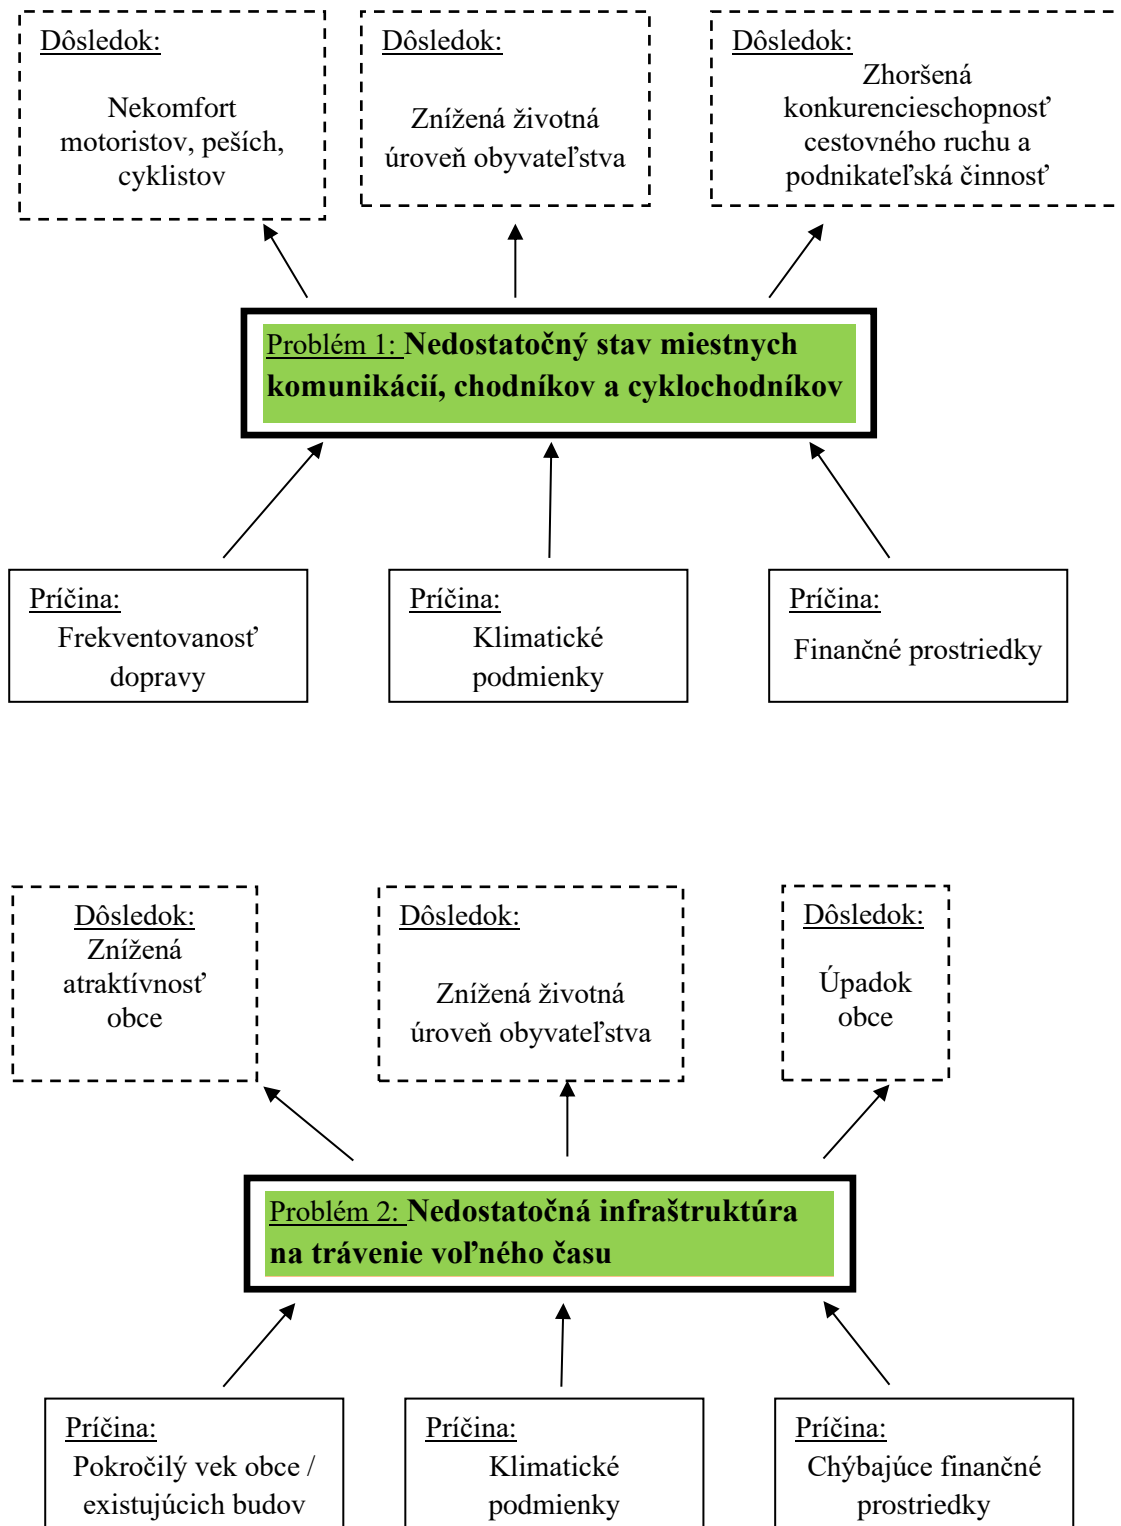 Dôsledok:
Nekomfort
motoristov, peších,
cyklistov
Dôsledok:
Znížená životná
úroveň obyvateľstva
Dôsledok:
Zhoršená
konkurencieschopnosť
cestovného ruchu a
podnikateľská činnosť
Problém 1: Nedostatočný stav miestnych
komunikácií, chodníkov a cyklochodníkov
Príčina:
Frekventovanosť
dopravy
Príčina:
Klimatické
podmienky
Príčina:
Finančné prostriedky
Dôsledok:
Znížená
atraktívnosť
obce
Dôsledok:
Znížená životná
úroveň obyvateľstva
Dôsledok:
Úpadok
obce
Problém 2: Nedostatočná infraštruktúra
na trávenie voľného času
Príčina:
Pokročilý vek obce /
existujúcich budov
Príčina:
Klimatické
podmienky
Príčina:
Chýbajúce finančné
prostriedky